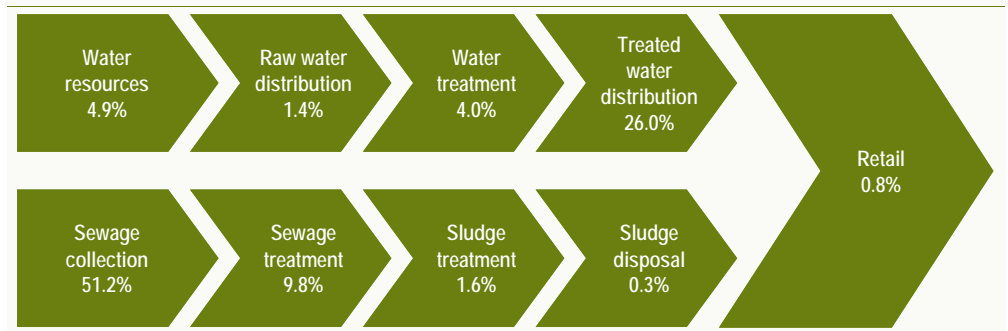 Water
resources
4.9%
Raw water
distribution
1.4%
Water
treatment
4.0%
Treated
water
distribution
26.0%
Retail
0.8%
Sewage
collection
51.2%
Sewage
treatment
9.8%
Sludge
treatment
1.6%
Sludge
disposal
0.3%